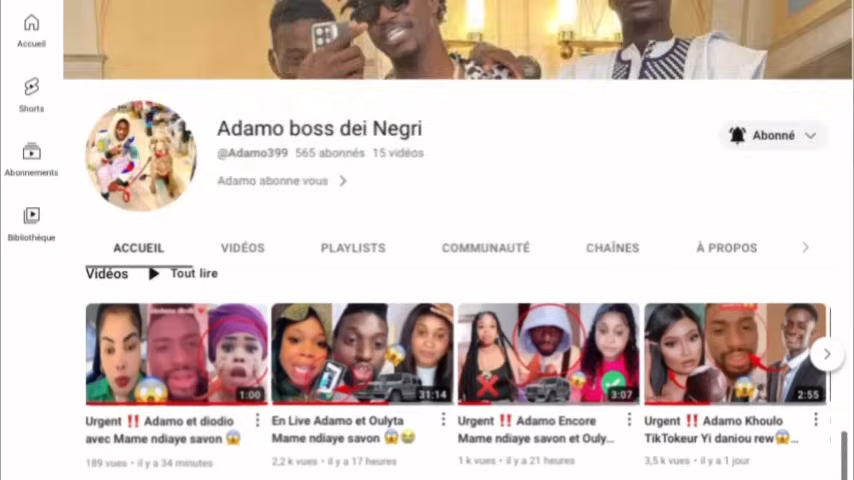 Accueil
Shorts
Abonnements
Bibliothèque
Adamo boss dei Negri
@Adamo399 565 abonnés 15 vidéos
Adamo abonne vous
Abonné
ACCUEIL VIDÉOS PLAYLISTS COMMUNAUTÉ CHAÎNES À PROPOS
Vidéos Tout lire
1:00
31:14
3:07
2:55
Urgent ‼️ Adamo et diodio
avec Mame ndiaye savon 😱
189 vues • il y a 34 minutes
En Live Adamo et Oulyta
Mame ndiaye savon 😱😭
2,2 k vues • il y a 17 heures
Urgent ‼️ Adamo Encore
Mame ndiaye savon et Ouly...
1 k vues • il y a 21 heures
Urgent ‼️ Adamo Khoulo
TikTokeur Yi daniou rew😱...
3,5 k vues • il y a 1 jour